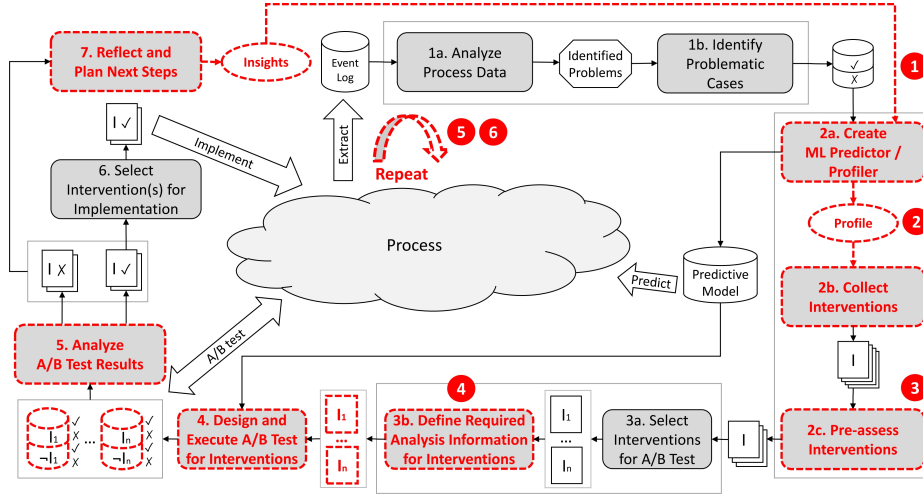 7. Reflect and
Plan Next Steps
Insights
Event
Log
1a. Analyze
Process Data
Identified
Problems
1b. Identify
Problematic
Cases
✓
✗
1
I ✓
Implement
Extract
Repeat
5 6
2a. Create
ML Predictor /
Profiler
6. Select
Intervention(s) for
Implementation
Profile
2
Process
I ✗
I ✓
Predict
Predictive
Model
2b. Collect
Interventions
5. Analyze
A/B Test Results
A/B test
I
3
4
I₁ ✓
✗
¬I₁ ✓
✗
...
Iₙ ✓
✗
¬Iₙ ✓
✗
4. Design and
Execute A/B Test
for Interventions
I₁
...
Iₙ
3b. Define Required
Analysis Information
for Interventions
I₁
...
Iₙ
3a. Select
Interventions
for A/B Test
I
2c. Pre-assess
Interventions